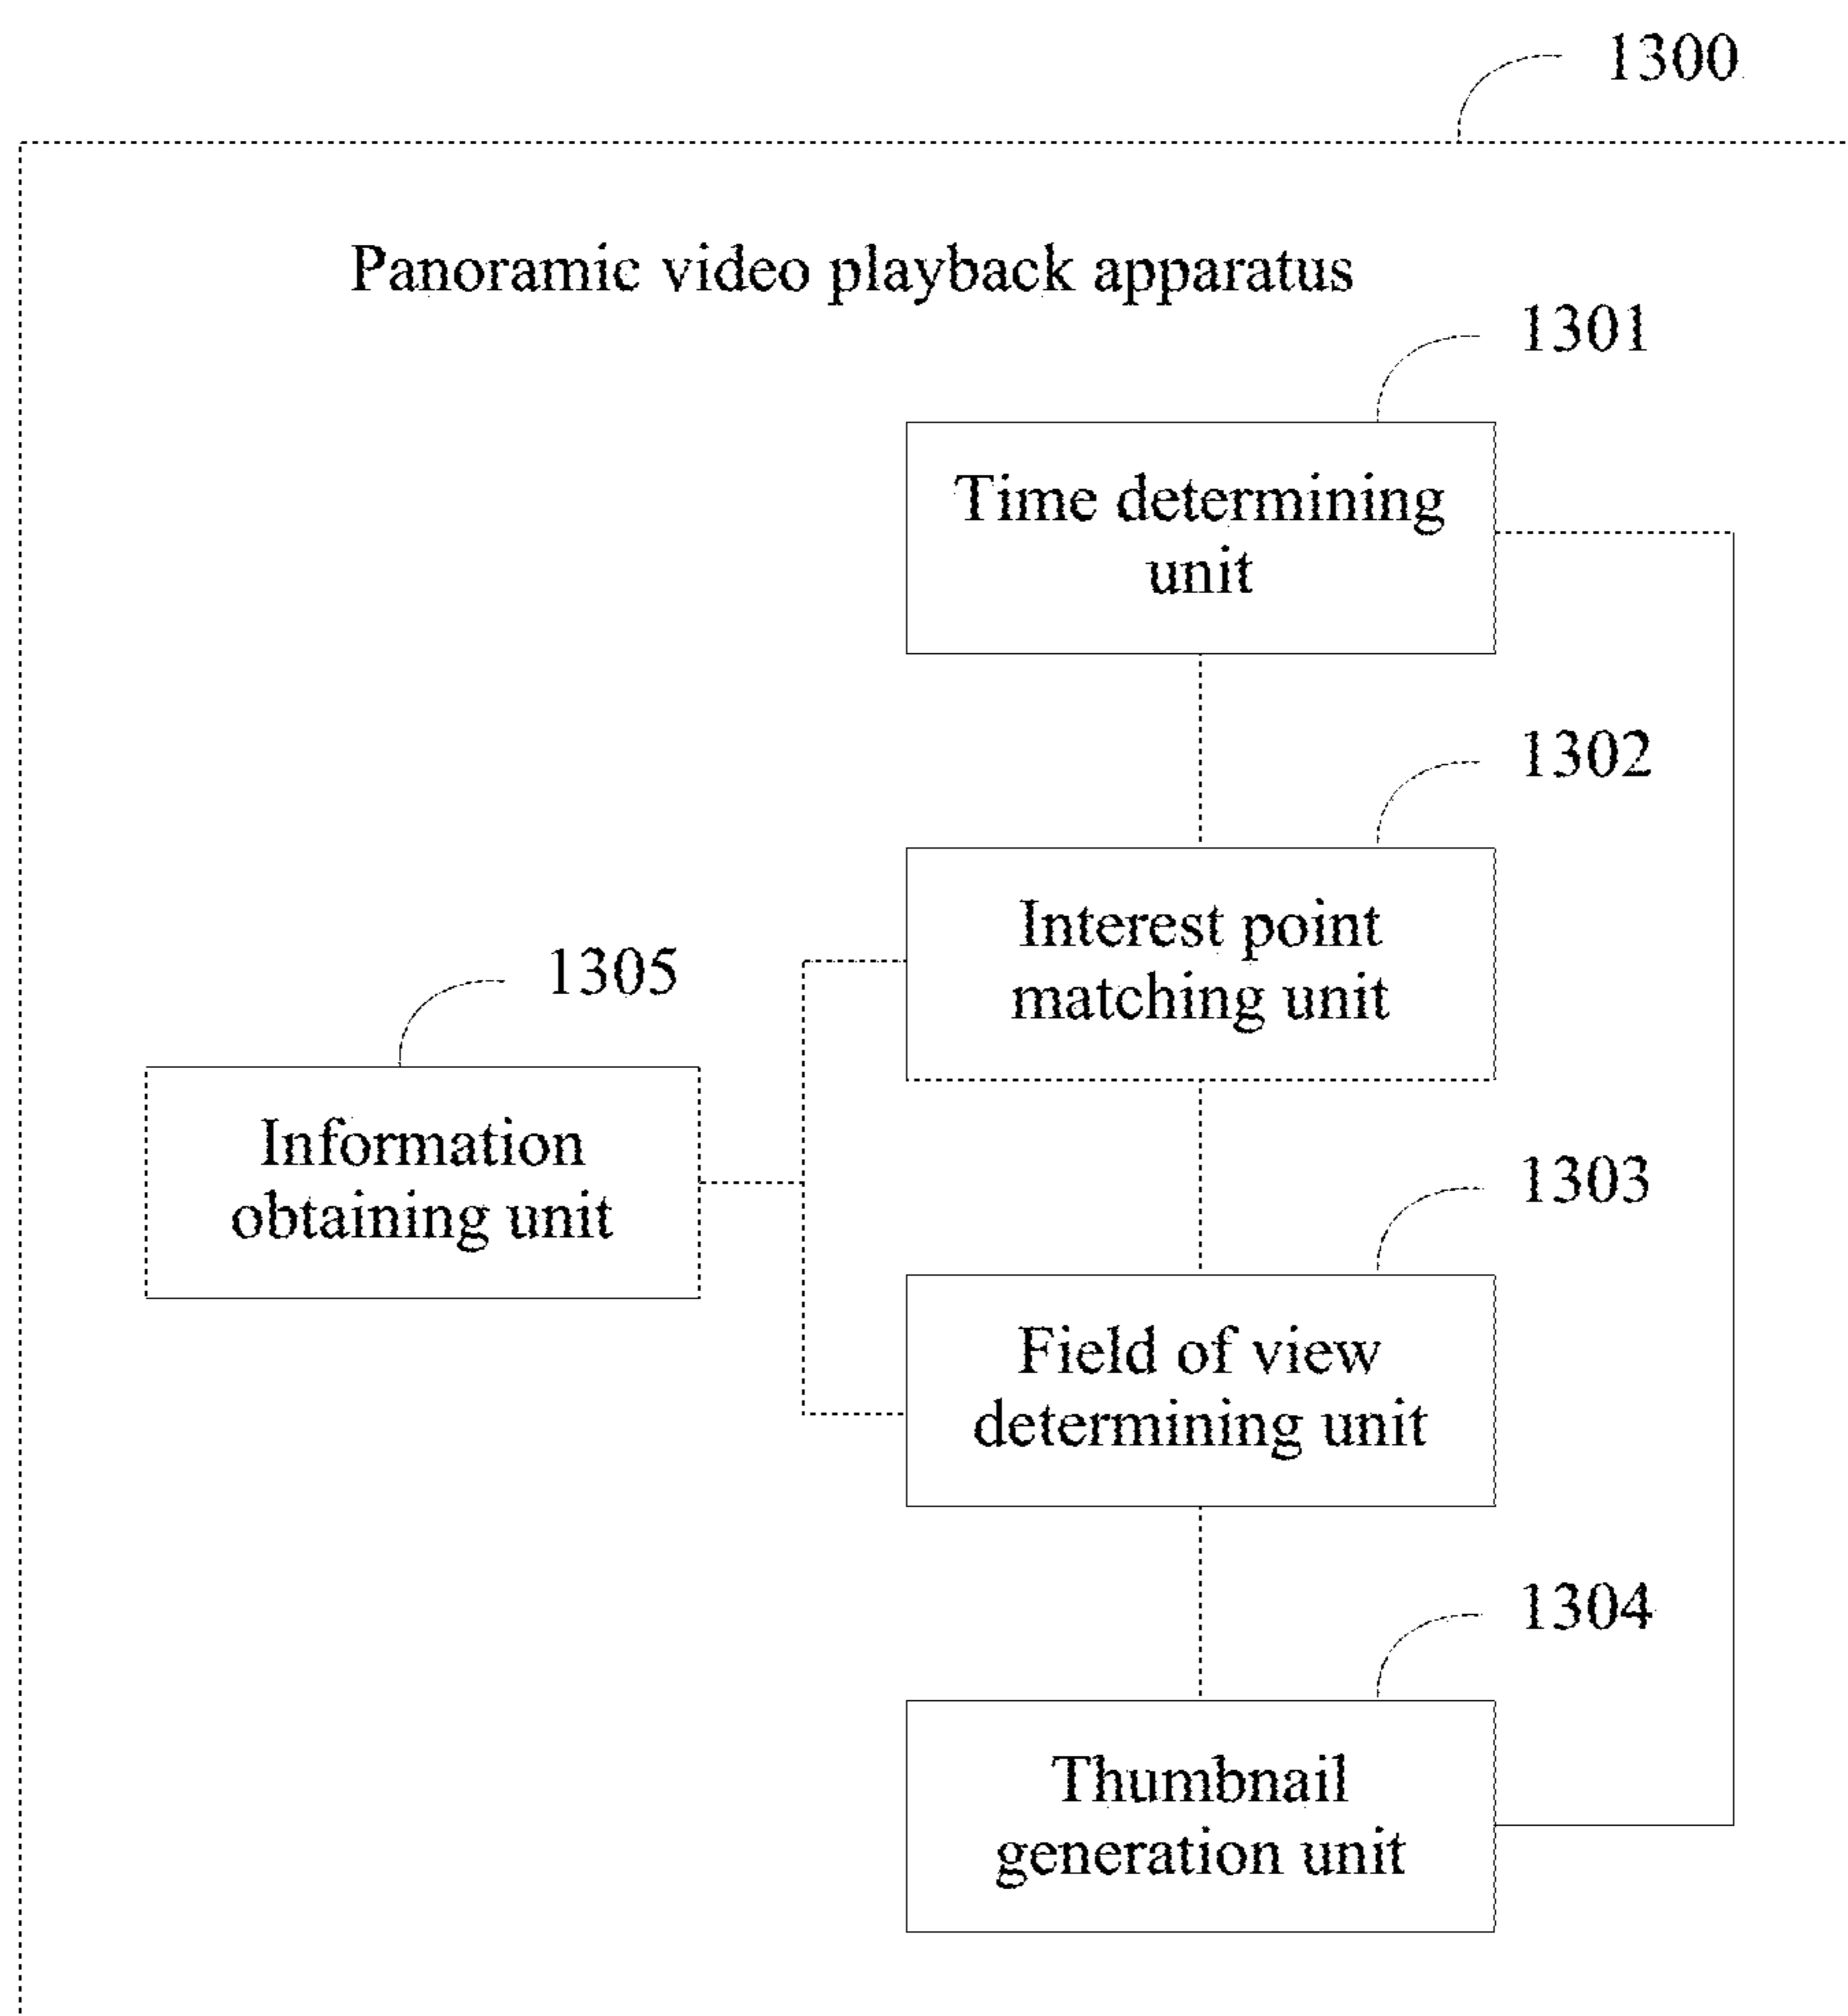 1300
Panoramic video playback apparatus
1301
Time determining
unit
1302
Interest point
matching unit
1305
Information
obtaining unit
1303
Field of view
determining unit
1304
Thumbnail
generation unit